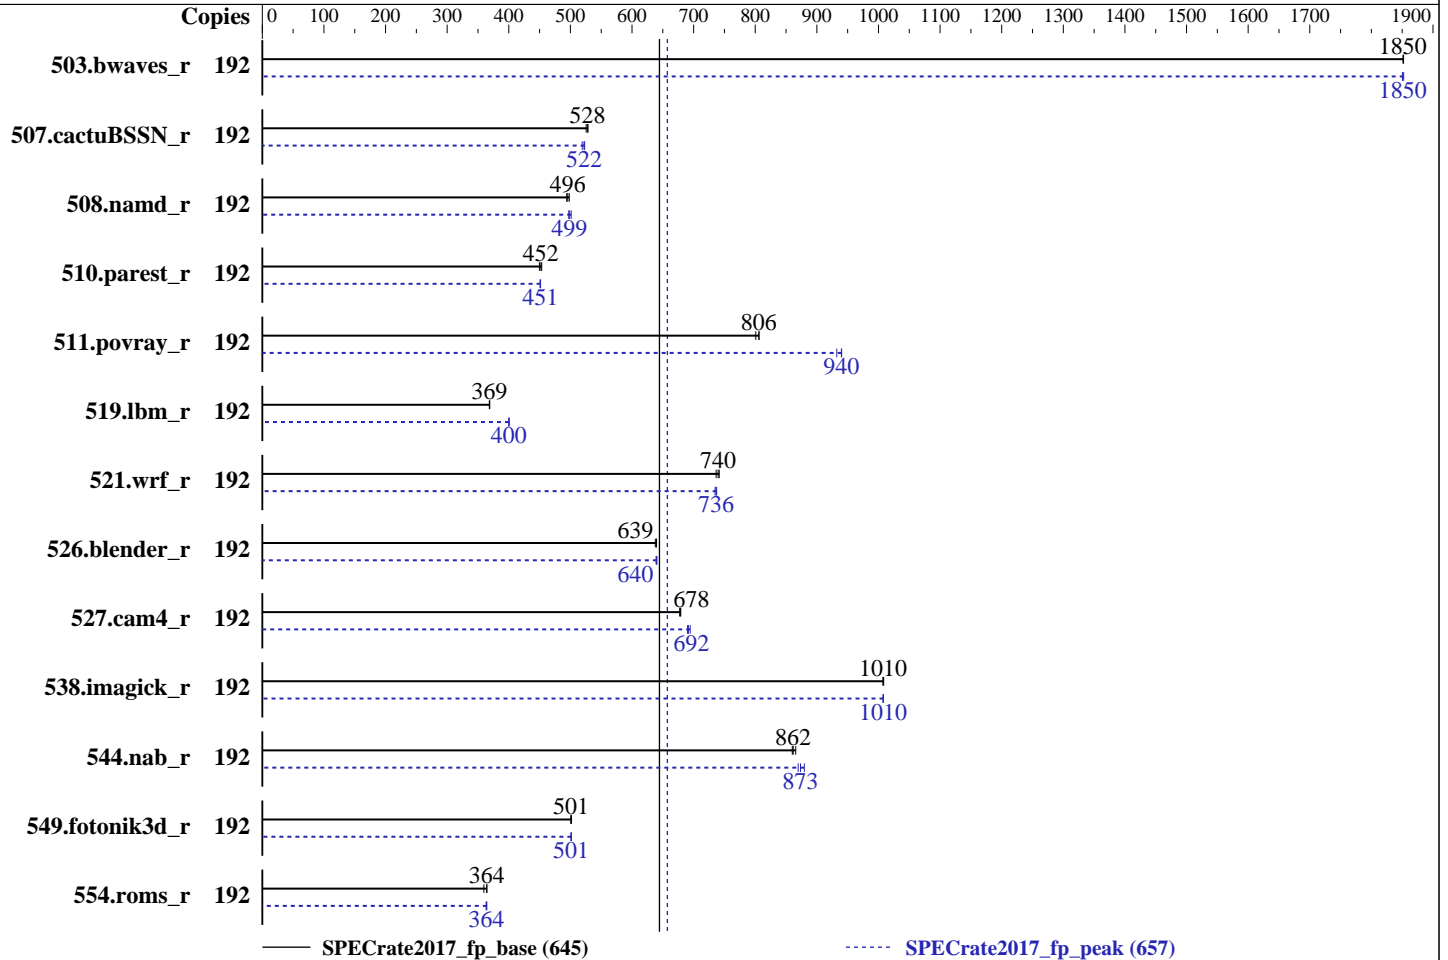 Copies 0 100 200 300 400 500 600 700 800 900 1000 1100 1200 1300 1400 1500 1600 1700 1900
503.bwaves_r 192 1850
1850
507.cactuBSSN_r 192 528
522
508.namd_r 192 496
499
510.parest_r 192 452
451
511.povray_r 192 806
940
519.lbm_r 192 369
400
521.wrf_r 192 740
736
526.blender_r 192 639
640
527.cam4_r 192 678
692
538.imagick_r 192 1010
1010
544.nab_r 192 862
873
549.fotonik3d_r 192 501
501
554.roms_r 192 364
364
SPECrate2017_fp_base (645) SPECrate2017_fp_peak (657)